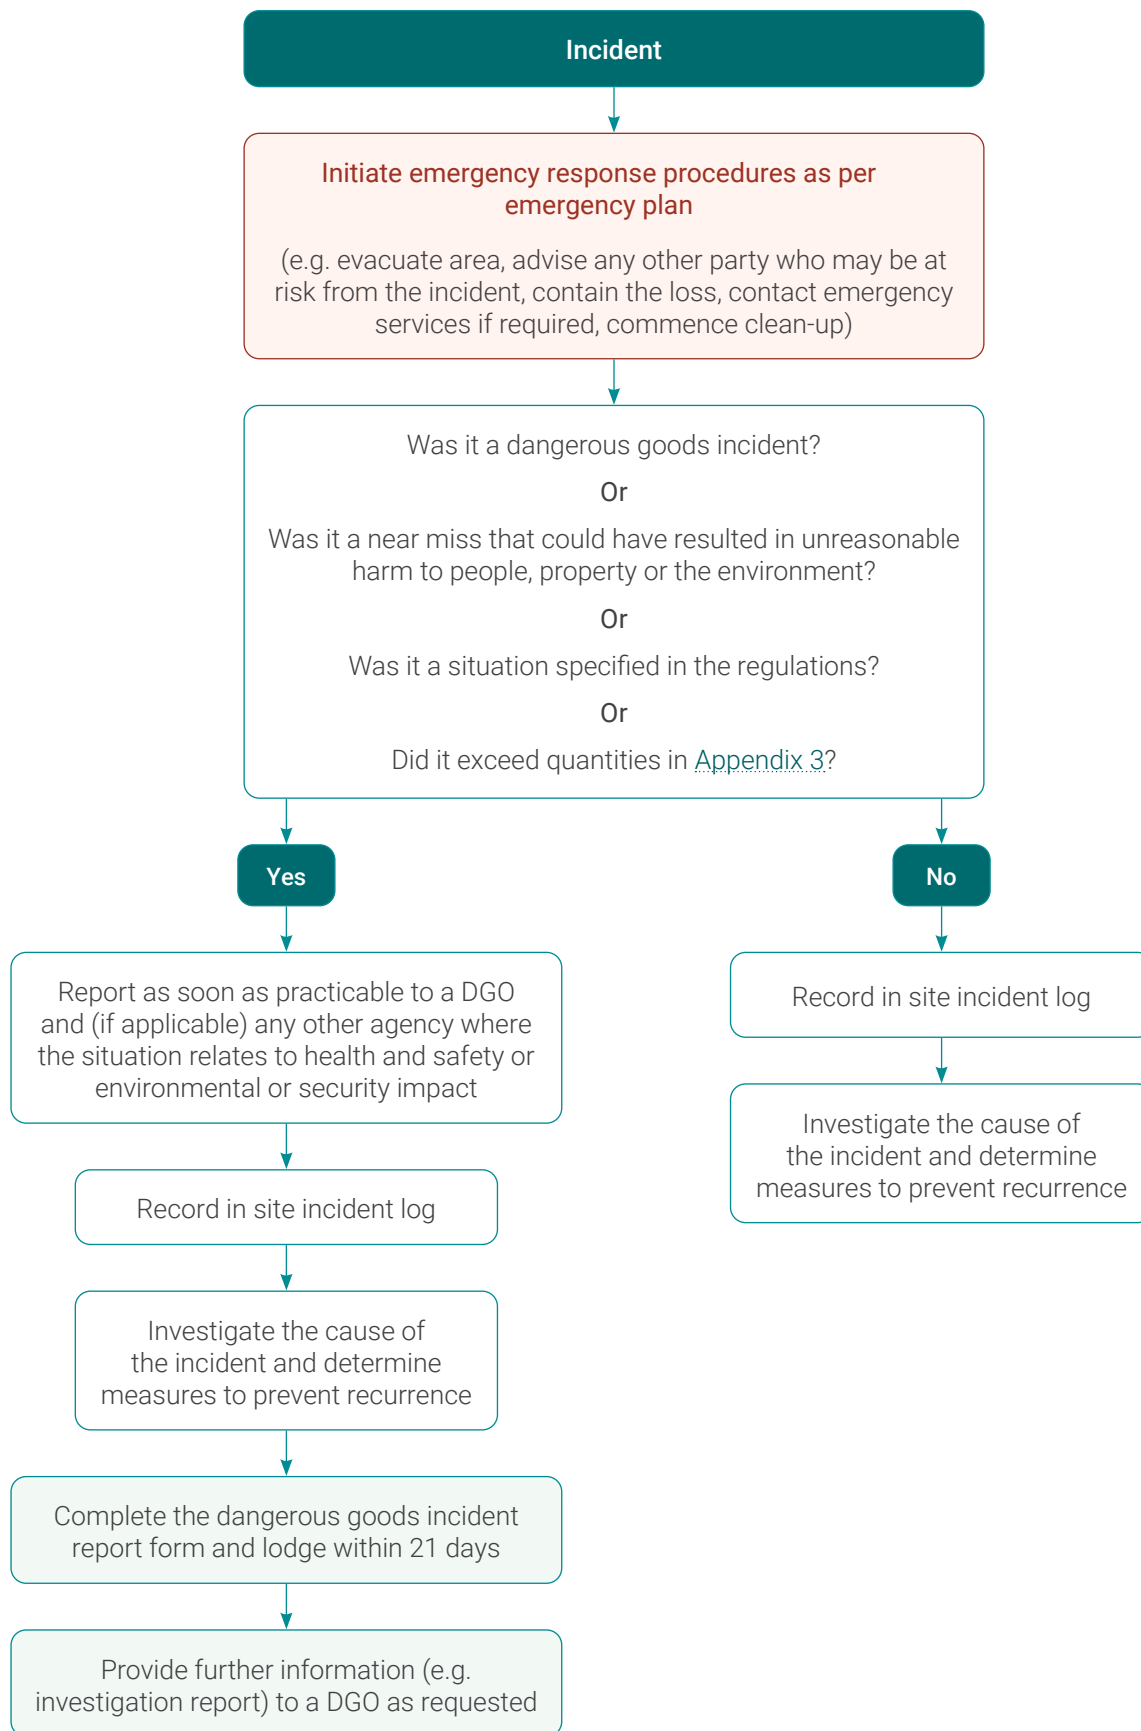 Incident
Initiate emergency response procedures as per
emergency plan
(e.g. evacuate area, advise any other party who may be at
risk from the incident, contain the loss, contact emergency
services if required, commence clean-up)
Was it a dangerous goods incident?
Or
Was it a near miss that could have resulted in unreasonable
harm to people, property or the environment?
Or
Was it a situation specified in the regulations?
Or
Did it exceed quantities in Appendix 3?
Yes
Report as soon as practicable to a DGO
and (if applicable) any other agency where
the situation relates to health and safety or
environmental or security impact
Record in site incident log
Investigate the cause of
the incident and determine
measures to prevent recurrence
Complete the dangerous goods incident
report form and lodge within 21 days
Provide further information (e.g.
investigation report) to a DGO as requested
No
Record in site incident log
Investigate the cause of
the incident and determine
measures to prevent recurrence